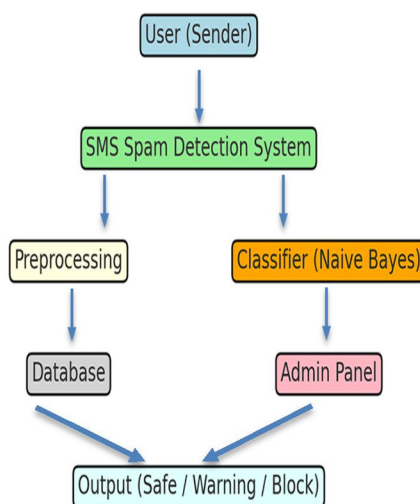 User (Sender)
SMS Spam Detection System
Preprocessing
Classifier (Naive Bayes)
Database
Admin Panel
Output (Safe / Warning / Block)